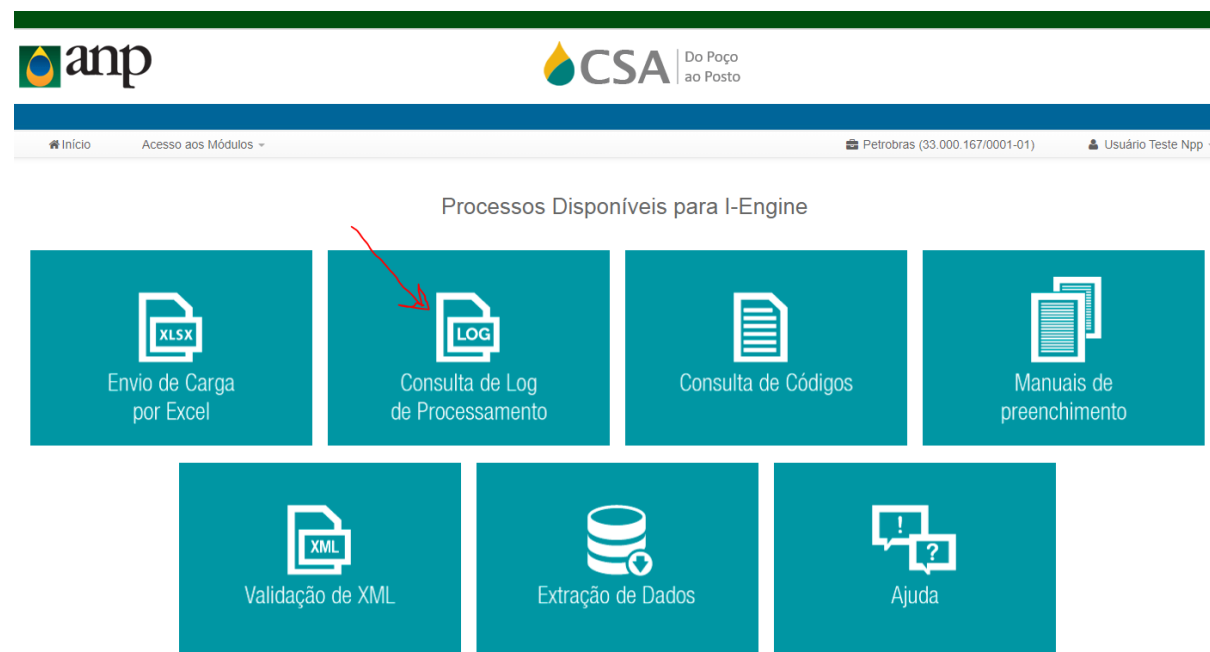 anp
CSA
Do Poço
ao Posto
Início
Acesso aos Módulos
Petrobras (33.000.167/0001-01)
Usuário Teste Npp
Processos Disponíveis para I-Engine
XLSX
Envio de Carga
por Excel
LOG
Consulta de Log
de Processamento
Consulta de Códigos
Manuais de
preenchimento
XML
Validação de XML
Extração de Dados
! ?
Ajuda